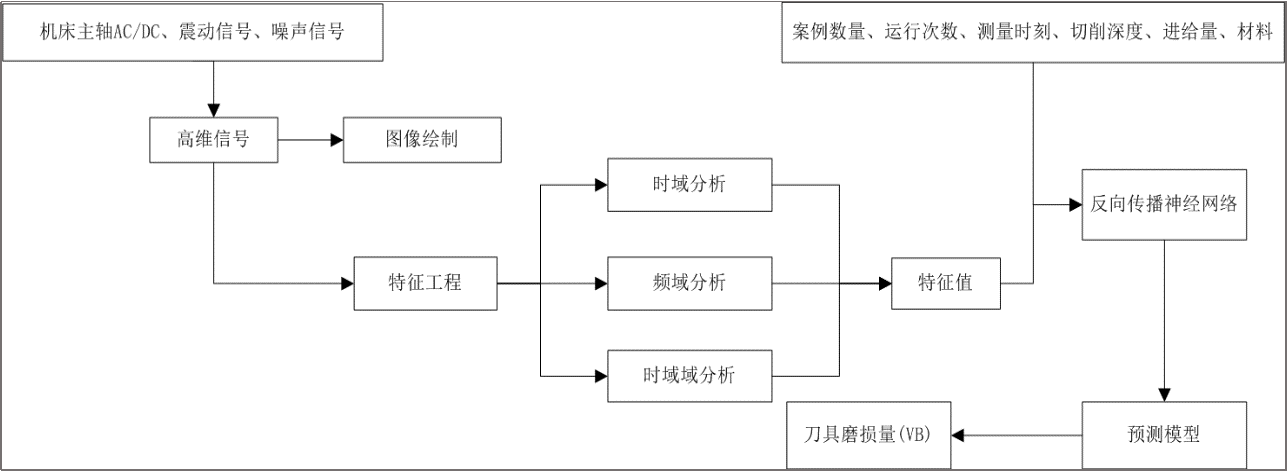 机床主轴AC/DC、震动信号、噪声信号
案例数量、运行次数、测量时刻、切削深度、进给量、材料
高维信号
图像绘制
时域分析
反向传播神经网络
特征工程
频域分析
特征值
时域域分析
刀具磨损量(VB)
预测模型